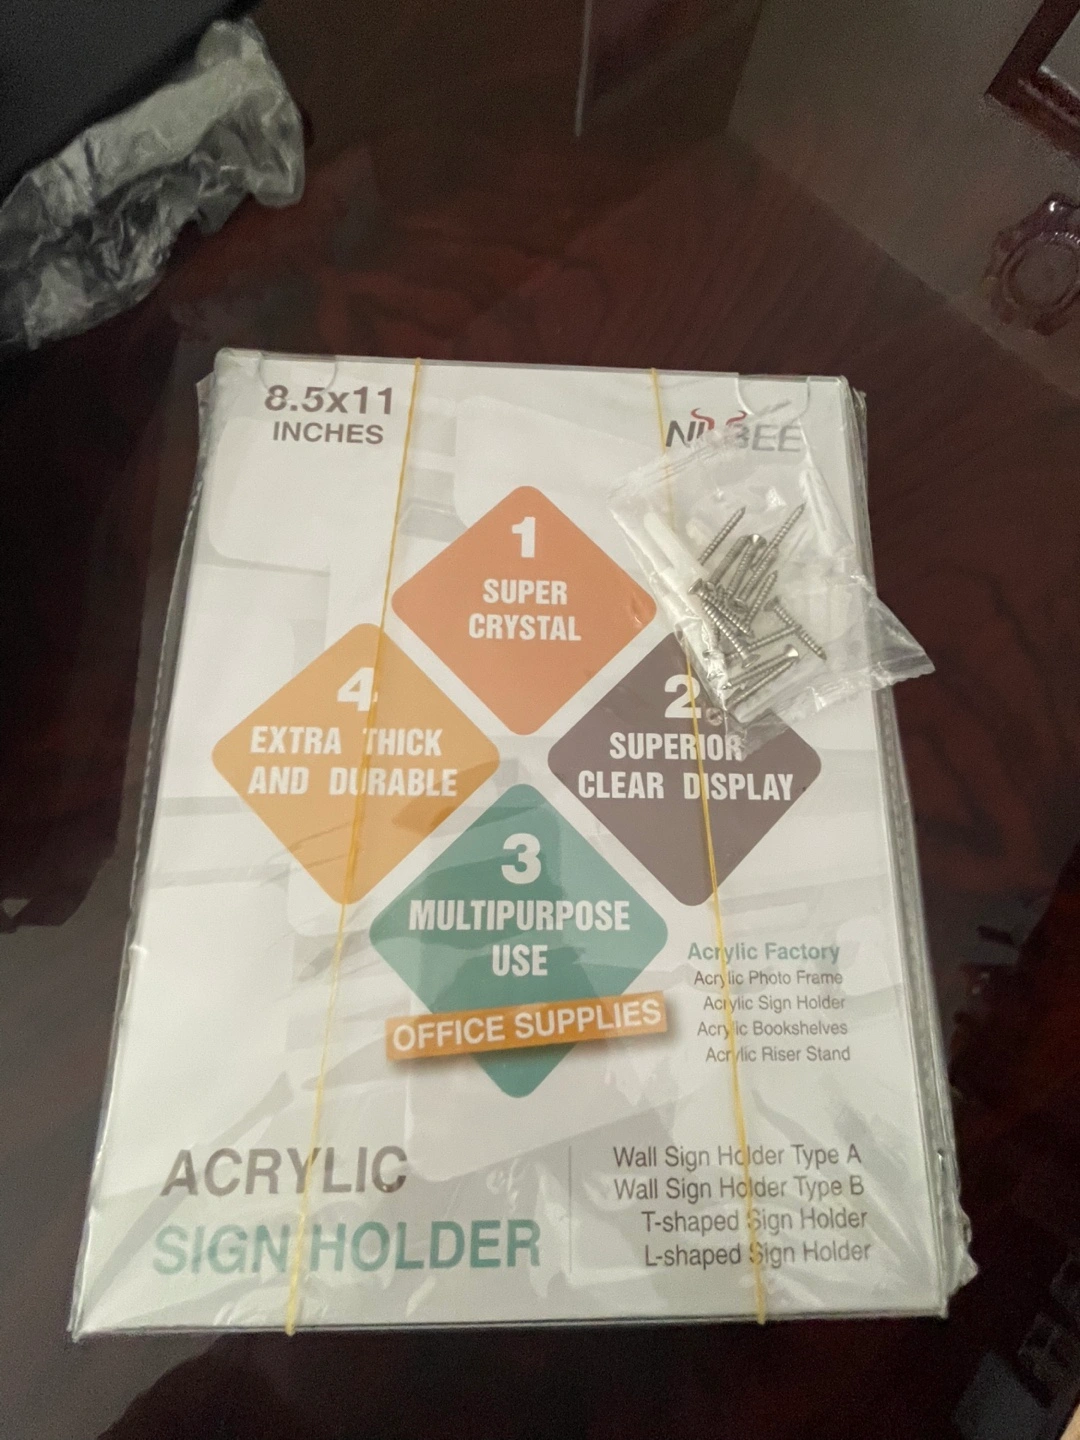 8.5x11
INCHES
1
SUPER
CRYSTAL
4
EXTRA THICK
AND DURABLE
2
SUPERIOR
CLEAR DISPLAY
3
MULTIPURPOSE
USE
OFFICE SUPPLIES
Acrylic Factory
Acrylic Photo Frame
Acrylic Sign Holder
Acrylic Bookshelves
Acrylic Riser Stand
ACRYLIC
SIGN HOLDER
Wall Sign Holder Type A
Wall Sign Holder Type B
T-shaped Sign Holder
L-shaped Sign Holder